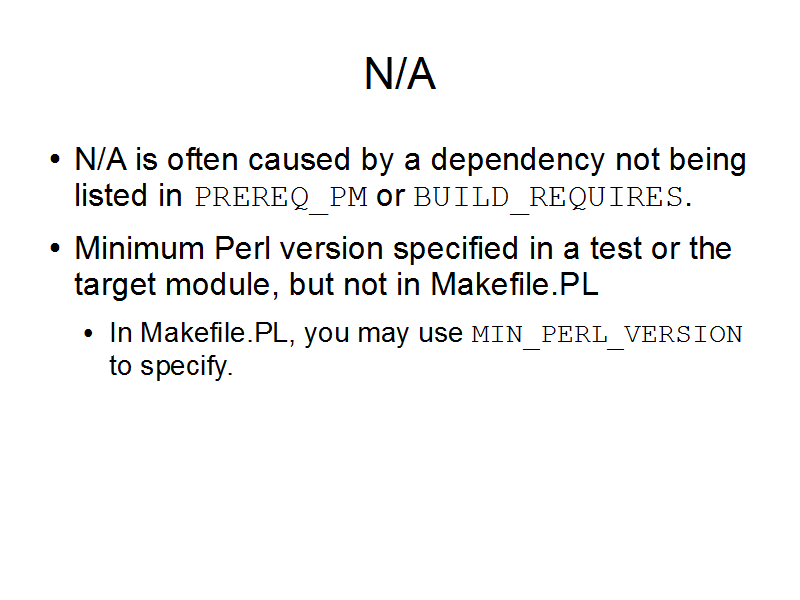 N/A
• N/A is often caused by a dependency not being
listed in PREREQ_PM or BUILD_REQUIRES.
• Minimum Perl version specified in a test or the
target module, but not in Makefile.PL
• In Makefile.PL, you may use MIN_PERL_VERSION
to specify.